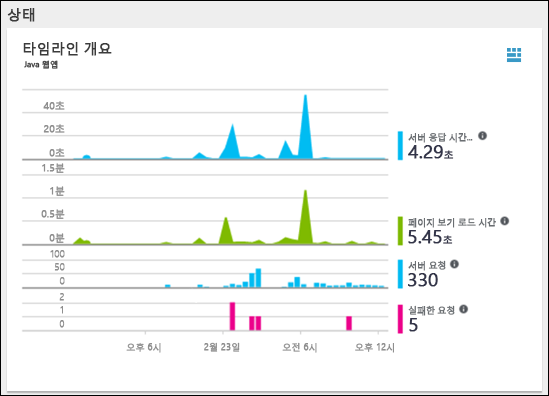 상태
타임라인 개요
Java 웹앱
40초
20초
0초
서버 응답 시간...
4.29초
1.5분
1분
0.5분
0분
페이지 보기 로드 시간
5.45초
100
50
0
서버 요청
330
2
1
0
실패한 요청
5
오후 6시 2월 23일 오전 6시 오후 12시